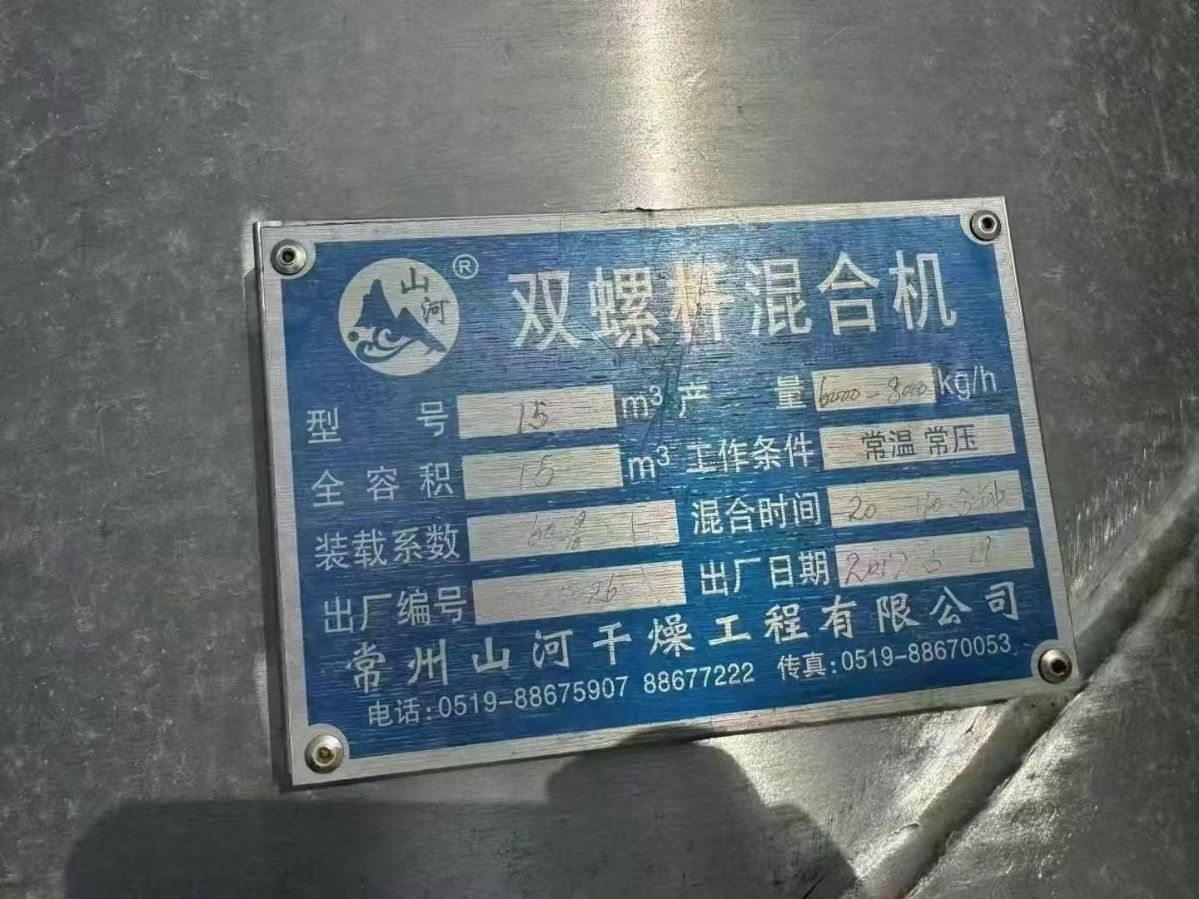 山河 ® 双螺杆混合机
型号 15 m³ 产量 6000-8000 kg/h
全容积 15 m³ 工作条件 常温 常压
装载系数 混合时间 20 分钟
出厂编号 出厂日期 2017 5
常州山河干燥工程有限公司
电话:0519-88675907 88677222 传真:0519-88670053